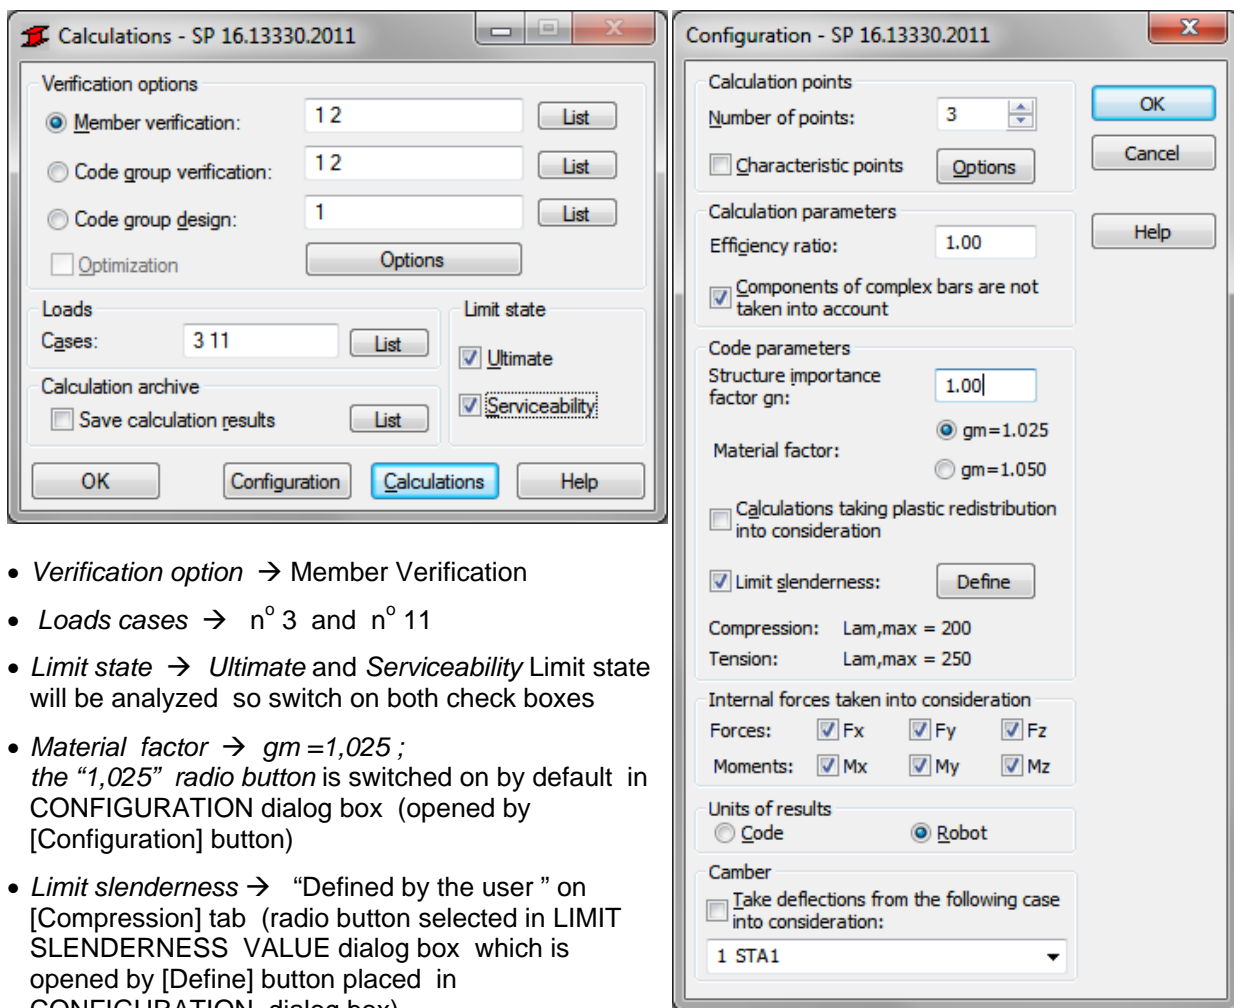 Calculations - SP 16.13330.2011
Verification options
Member verification: 1 2 List
Code group verification: 1 2 List
Code group design: 1 List
Optimization Options
Loads
Cases: 3 11 List
Limit state
Ultimate
Serviceability
Calculation archive
Save calculation results List
OK Configuration Calculations Help
• Verification option → Member Verification
• Loads cases → nº 3 and nº 11
• Limit state → Ultimate and Serviceability Limit state
will be analyzed so switch on both check boxes
• Material factor → gm =1,025 ;
the “1,025” radio button is switched on by default in
CONFIGURATION dialog box (opened by
[Configuration] button)
• Limit slenderness → “Defined by the user ” on
[Compression] tab (radio button selected in LIMIT
SLENDERNESS VALUE dialog box which is
opened by [Define] button placed in
CONFIGURATION dialog box)
Configuration - SP 16.13330.2011
Calculation points
Number of points: 3
Characteristic points Options
OK
Cancel
Help
Calculation parameters
Efficiency ratio: 1.00
Components of complex bars are not
taken into account
Code parameters
Structure importance
factor gn: 1.00
Material factor:
gm=1.025
gm=1.050
Calculations taking plastic redistribution
into consideration
Limit slenderness: Define
Compression: Lam,max = 200
Tension: Lam,max = 250
Internal forces taken into consideration
Forces: Fx Fy Fz
Moments: Mx My Mz
Units of results
Code Robot
Camber
Take deflections from the following case
into consideration:
1 STA1